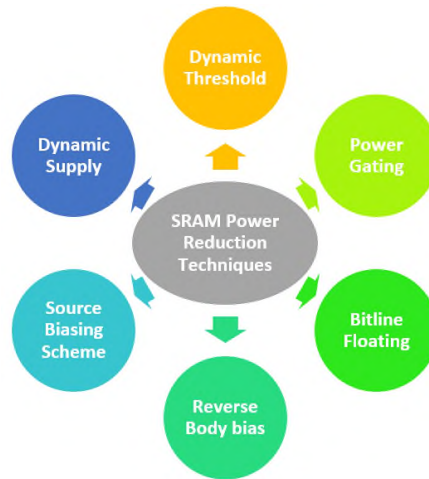 Dynamic
Threshold
Dynamic
Supply
Power
Gating
SRAM Power
Reduction
Techniques
Source
Biasing
Scheme
Bitline
Floating
Reverse
Body bias